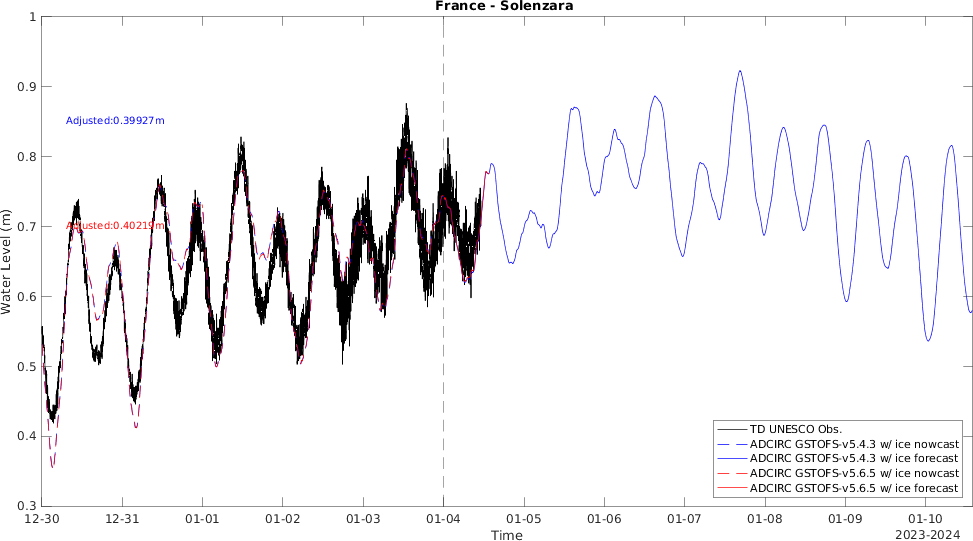 France - Solenzara
1
0.9
0.8
0.7
0.6
0.5
0.4
0.3
Water Level (m)
Adjusted:0.39927m
Adjusted:0.40219m
TD UNESCO Obs.
ADCIRC GSTOFS-v5.4.3 w/ ice nowcast
ADCIRC GSTOFS-v5.4.3 w/ ice forecast
ADCIRC GSTOFS-v5.6.5 w/ ice nowcast
ADCIRC GSTOFS-v5.6.5 w/ ice forecast
12-30 12-31 01-01 01-02 01-03 01-04 01-05 01-06 01-07 01-08 01-09 01-10
Time
2023-2024